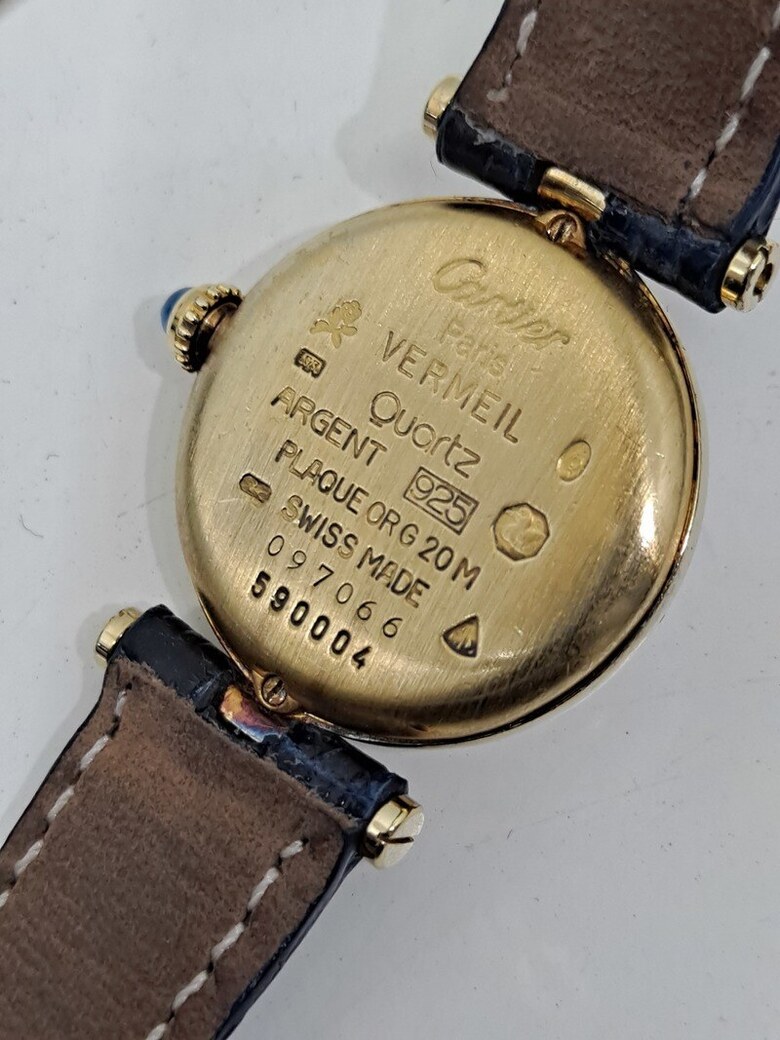 Cartier
Paris
VERMEIL
Quartz
ARGENT 925
PLAQUE OR G 20 M
SWISS MADE
097066
590004